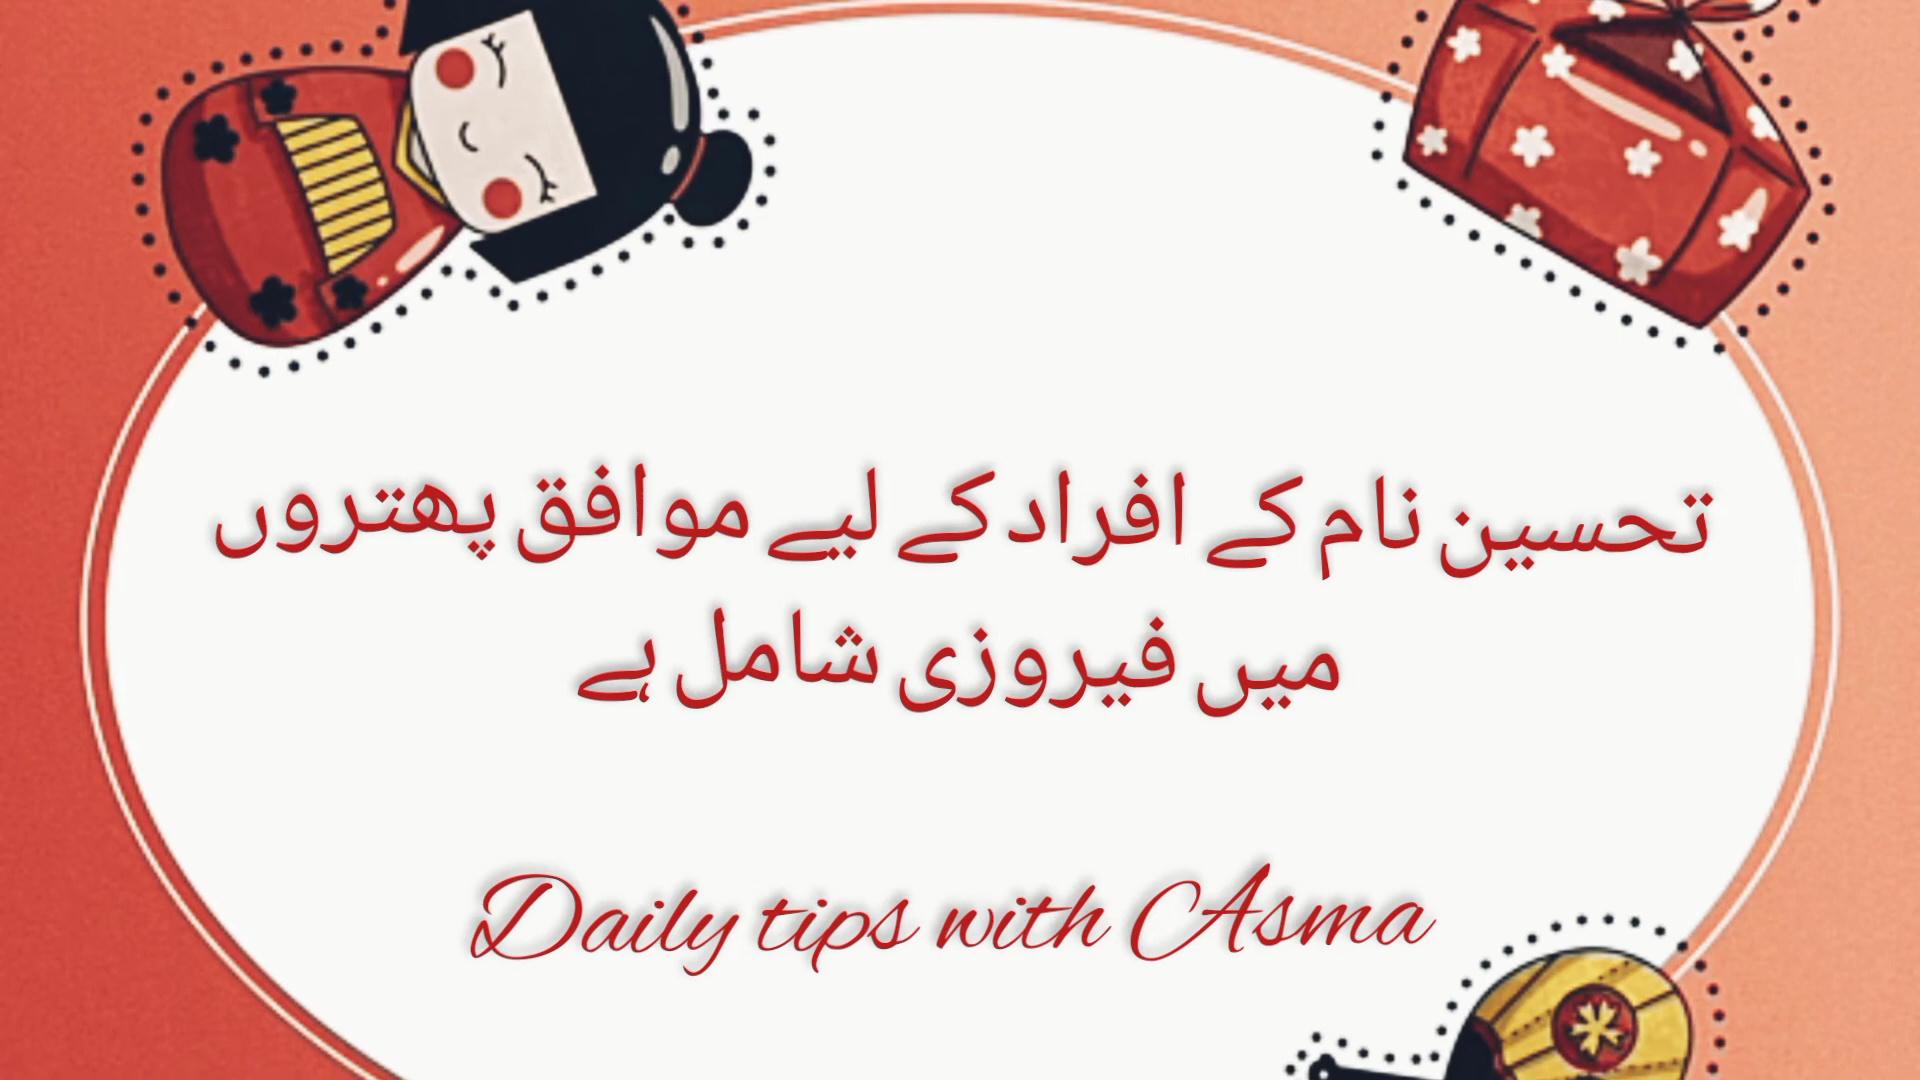 تحسین نام کے افراد کے لیے موافق پھتروں
میں فیروزی شامل ہے
Daily tips with Asma